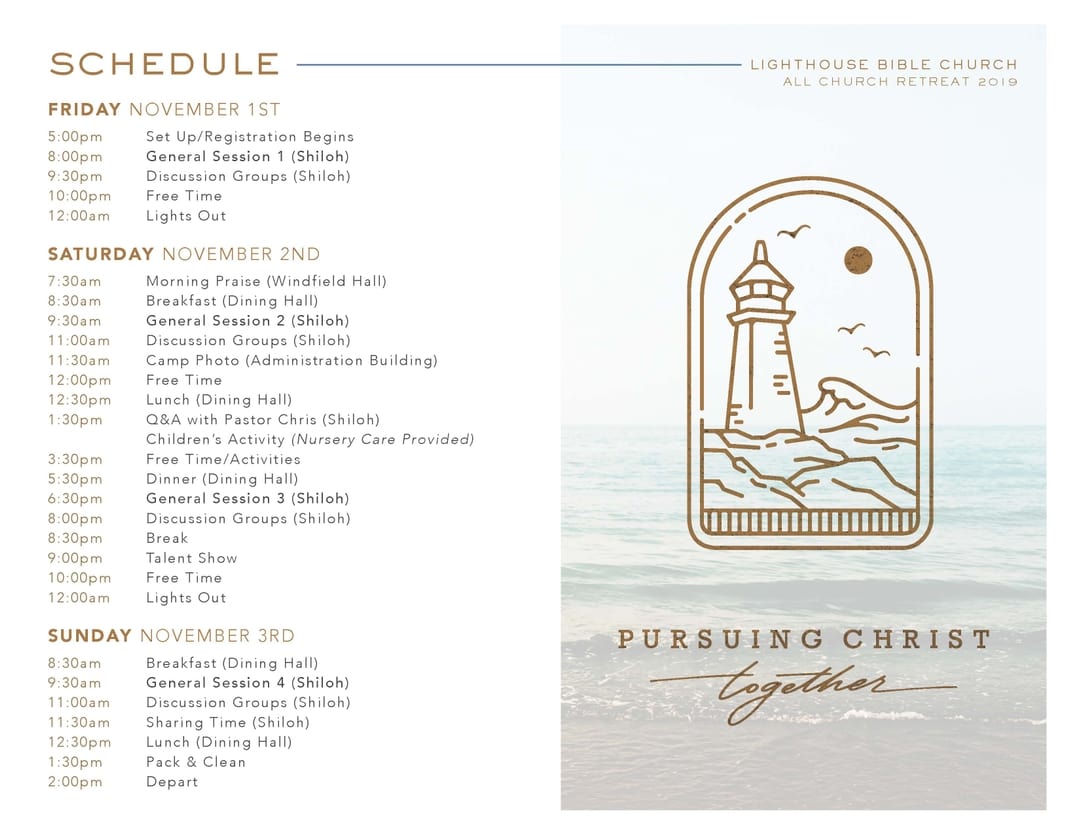 SCHEDULE
LIGHTHOUSE BIBLE CHURCH
ALL CHURCH RETREAT 2019
FRIDAY NOVEMBER 1ST
5:00pm Set Up/Registration Begins
8:00pm General Session 1 (Shiloh)
9:30pm Discussion Groups (Shiloh)
10:00pm Free Time
12:00am Lights Out
SATURDAY NOVEMBER 2ND
7:30am Morning Praise (Windfield Hall)
8:30am Breakfast (Dining Hall)
9:30am General Session 2 (Shiloh)
11:00am Discussion Groups (Shiloh)
11:30am Camp Photo (Administration Building)
12:00pm Free Time
12:30pm Lunch (Dining Hall)
1:30pm Q&A with Pastor Chris (Shiloh)
Children's Activity (Nursery Care Provided)
3:30pm Free Time/Activities
5:30pm Dinner (Dining Hall)
6:30pm General Session 3 (Shiloh)
8:00pm Discussion Groups (Shiloh)
8:30pm Break
9:00pm Talent Show
10:00pm Free Time
12:00am Lights Out
SUNDAY NOVEMBER 3RD
8:30am Breakfast (Dining Hall)
9:30am General Session 4 (Shiloh)
11:00am Discussion Groups (Shiloh)
11:30am Sharing Time (Shiloh)
12:30pm Lunch (Dining Hall)
1:30pm Pack & Clean
2:00pm Depart
PURSUING CHRIST
together